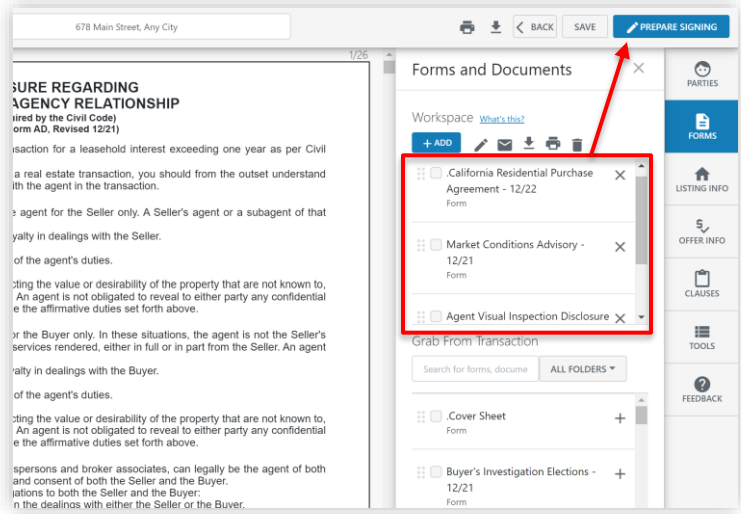 678 Main Street, Any City
BACK
SAVE
PREPARE SIGNING
1/26
SURE REGARDING
AGENCY RELATIONSHIP
uired by the Civil Code)
orm AD, Revised 12/21)
nsaction for a leasehold interest exceeding one year as per Civil
a real estate transaction, you should from the outset understand
ith the agent in the transaction.
e agent for the Seller only. A Seller's agent or a subagent of that
yalty in dealings with the Seller.
of the agent's duties.
cting the value or desirability of the property that are not known to,
An agent is not obligated to reveal to either party any confidential
e the affirmative duties set forth above.
or the Buyer only. In these situations, the agent is not the Seller's
services rendered, either in full or in part from the Seller. An agent
yalty in dealings with the Buyer.
of the agent's duties.
cting the value or desirability of the property that are not known to,
An agent is not obligated to reveal to either party any confidential
e the affirmative duties set forth above.
spersons and broker associates, can legally be the agent of both
and consent of both the Seller and the Buyer.
gations to both the Seller and the Buyer:
n the dealings with either the Seller or the Buyer.
Forms and Documents
Workspace What's this?
+ ADD
.California Residential Purchase
Agreement - 12/22
Form
Market Conditions Advisory -
12/21
Form
Agent Visual Inspection Disclosure
Grab From Transaction
Search for forms, docume
ALL FOLDERS
.Cover Sheet
Form
Buyer's Investigation Elections -
12/21
Form
PARTIES
FORMS
LISTING INFO
OFFER INFO
CLAUSES
TOOLS
FEEDBACK